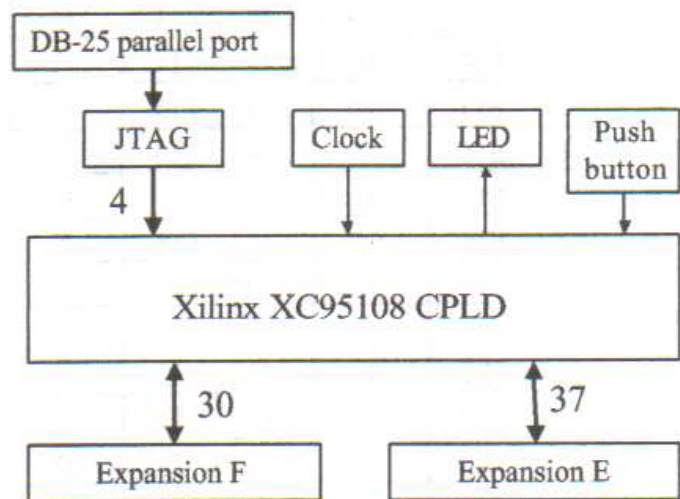 DB-25 parallel port
JTAG
Clock
LED
Push
button
4
Xilinx XC95108 CPLD
30
37
Expansion F
Expansion E